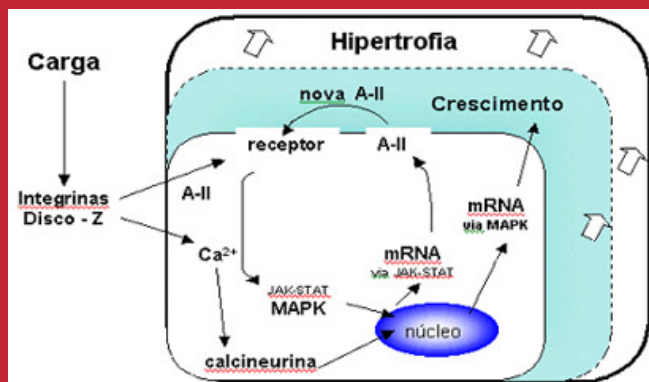 Hipertrofia
Carga
nova A-II
Crescimento
receptor
A-II
A-II
Integrinas
Disco - Z
mRNA
via MAPK
Ca²⁺
mRNA
via JAK-STAT
JAK-STAT
MAPK
núcleo
calcineurina